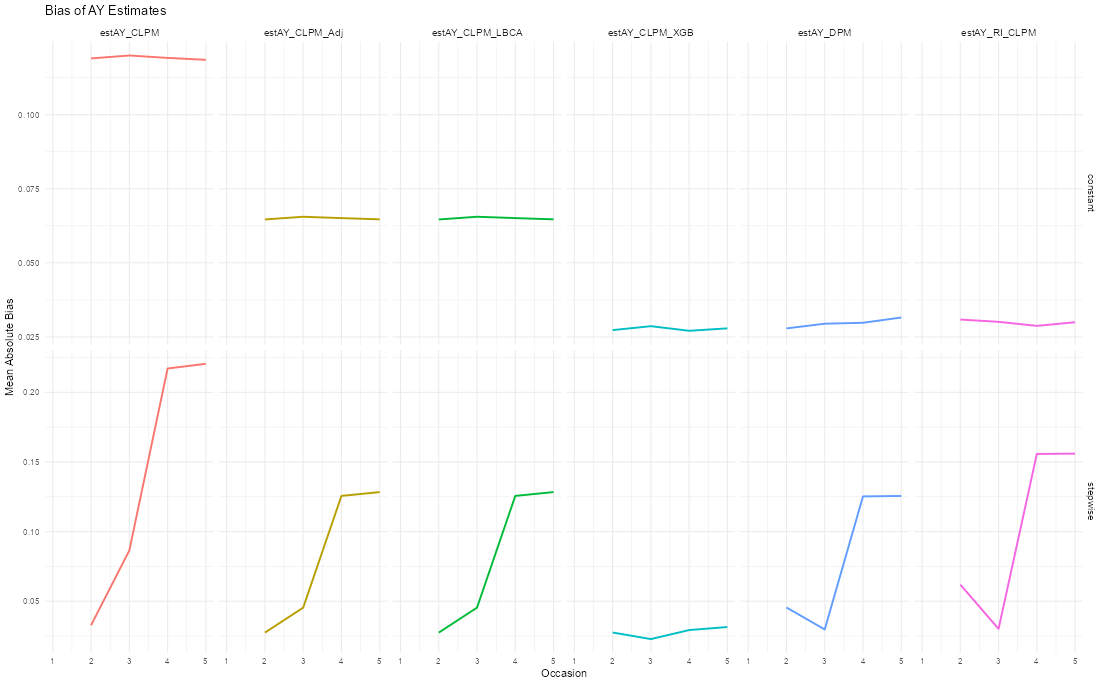 Bias of AY Estimates
estAY_CLPM estAY_CLPM_Adj estAY_CLPM_LBCA estAY_CLPM_XGB estAY_DPM estAY_RI_CLPM
0.100
0.075
0.050
0.025
constant
Mean Absolute Bias
0.20
0.15
0.10
0.05
stepwise
1 2 3 4 5 1 2 3 4 5 1 2 3 4 5 1 2 3 4 5 1 2 3 4 5 1 2 3 4 5
Occasion